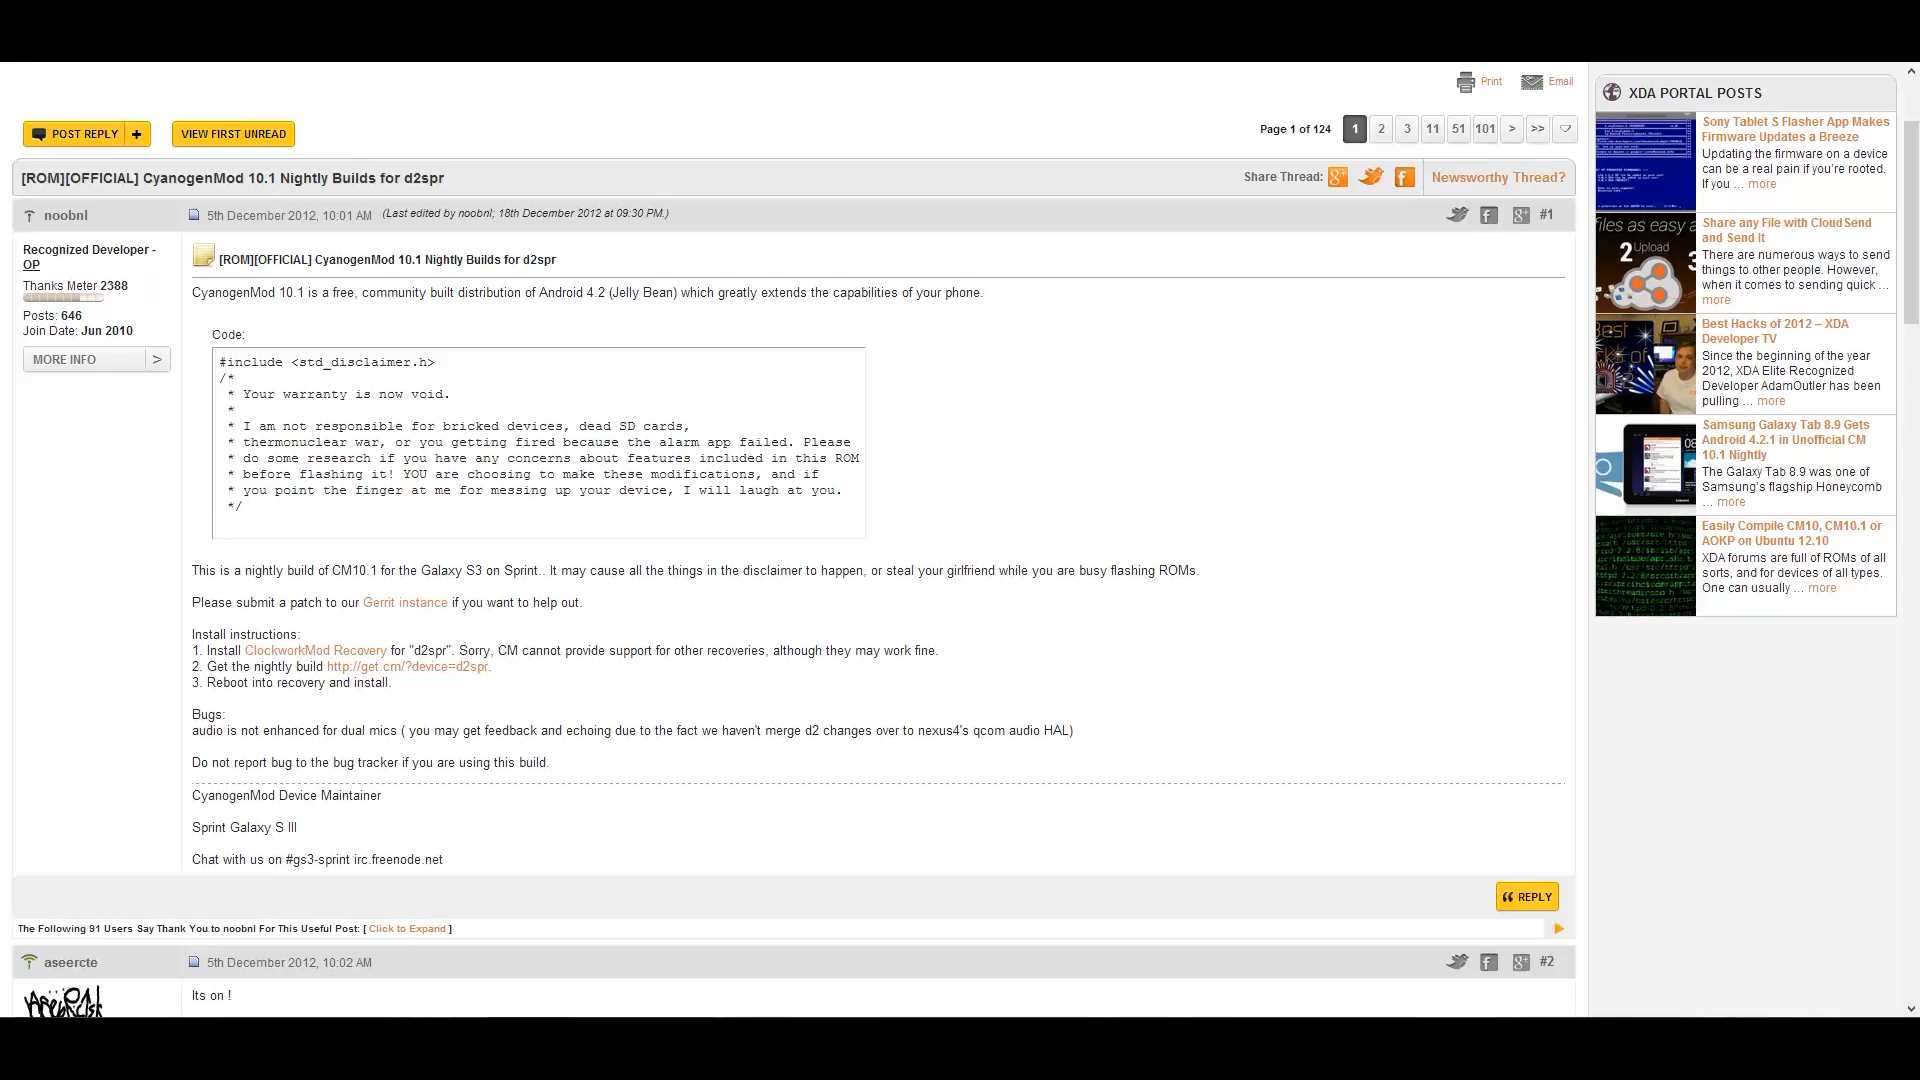 Print
Email
POST REPLY +
VIEW FIRST UNREAD
Page 1 of 124
1
2
3
11
51
101
>
>>
[ROM][OFFICIAL] CyanogenMod 10.1 Nightly Builds for d2spr
Share Thread:
Newsworthy Thread?
noobnl
5th December 2012, 10:01 AM (Last edited by noobnl; 18th December 2012 at 09:30 PM.)
#1
Recognized Developer -
OP
Thanks Meter 2388
Posts: 646
Join Date: Jun 2010
MORE INFO >
[ROM][OFFICIAL] CyanogenMod 10.1 Nightly Builds for d2spr
CyanogenMod 10.1 is a free, community built distribution of Android 4.2 (Jelly Bean) which greatly extends the capabilities of your phone.
Code:
#include <std_disclaimer.h>
/*
* Your warranty is now void.
*
* I am not responsible for bricked devices, dead SD cards,
* thermonuclear war, or you getting fired because the alarm app failed. Please
* do some research if you have any concerns about features included in this ROM
* before flashing it! YOU are choosing to make these modifications, and if
* you point the finger at me for messing up your device, I will laugh at you.
*/
This is a nightly build of CM10.1 for the Galaxy S3 on Sprint.. It may cause all the things in the disclaimer to happen, or steal your girlfriend while you are busy flashing ROMs.
Please submit a patch to our Gerrit instance if you want to help out.
Install instructions:
1. Install ClockworkMod Recovery for "d2spr". Sorry, CM cannot provide support for other recoveries, although they may work fine.
2. Get the nightly build http://get.cm/?device=d2spr.
3. Reboot into recovery and install.
Bugs:
audio is not enhanced for dual mics ( you may get feedback and echoing due to the fact we haven't merge d2 changes over to nexus4's qcom audio HAL)
Do not report bug to the bug tracker if you are using this build.
CyanogenMod Device Maintainer
Sprint Galaxy S III
Chat with us on #gs3-sprint irc.freenode.net
REPLY
The Following 91 Users Say Thank You to noobnl For This Useful Post: [ Click to Expand ]
aseercte
5th December 2012, 10:02 AM
#2
Its on !
XDA PORTAL POSTS
Sony Tablet S Flasher App Makes
Firmware Updates a Breeze
Updating the firmware on a device
can be a real pain if you're rooted.
If you ... more
files as easy a
2 Upload
3
Share any File with CloudSend
and Send It
There are numerous ways to send
things to other people. However,
when it comes to sending quick ...
more
Best Hacks of 2012 – XDA
Developer TV
Since the beginning of the year
2012, XDA Elite Recognized
Developer AdamOutler has been
pulling ... more
Samsung Galaxy Tab 8.9 Gets
Android 4.2.1 in Unofficial CM
10.1 Nightly
The Galaxy Tab 8.9 was one of
Samsung's flagship Honeycomb
... more
Easily Compile CM10, CM10.1 or
AOKP on Ubuntu 12.10
XDA forums are full of ROMs of all
sorts, and for devices of all types.
One can usually ... more